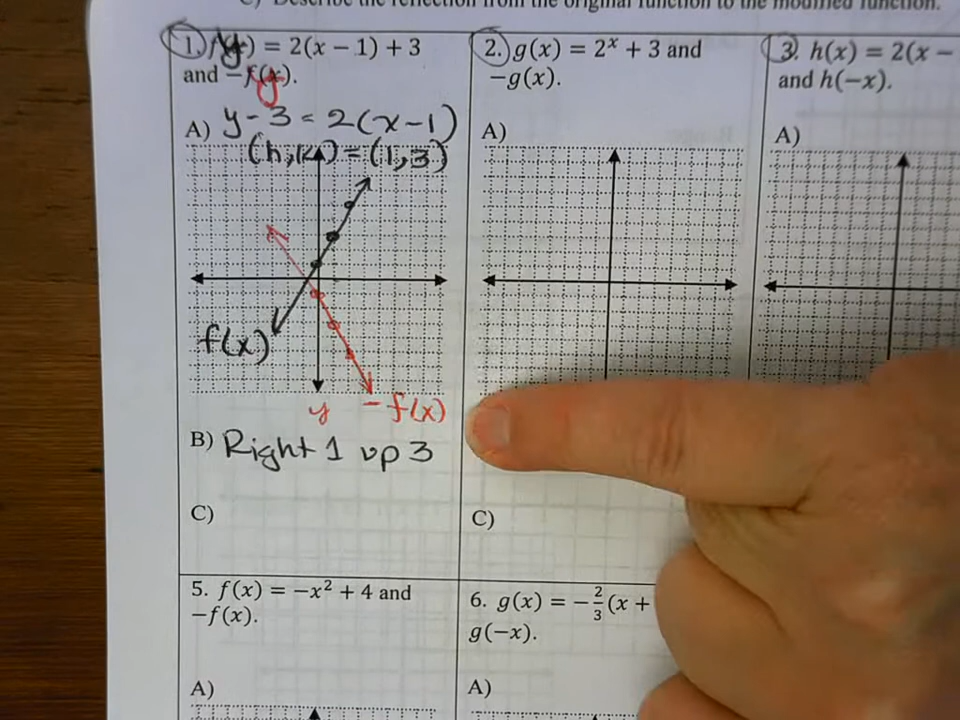 C) Describe the reflection from the original function to the modified function.
1. f(x) = 2(x − 1) + 3
and −f(x).
y
A) y - 3 = 2(x-1)
(h,k) = (1,3)
f(x)
y -f(x)
B) Right 1 up 3
C)
2. g(x) = 2ˣ + 3 and
−g(x).
A)
C)
3. h(x) = 2(x −
and h(−x).
A)
5. f(x) = −x² + 4 and
−f(x).
A)
6. g(x) = −2/3(x +
g(−x).
A)